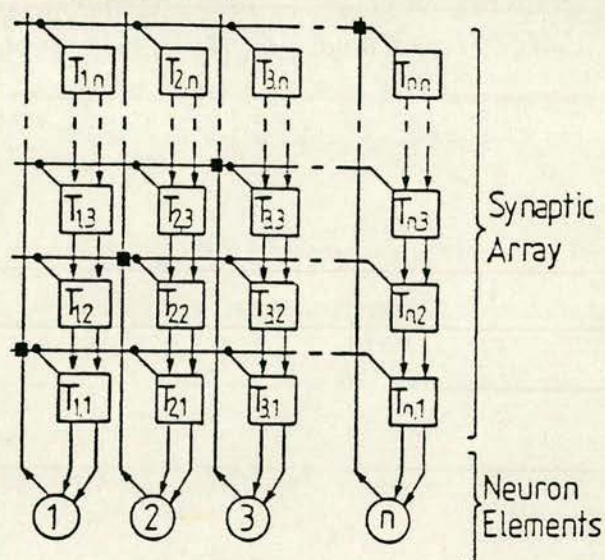 T1,n T2,n T3,n Tn,n
T1,3 T2,3 T3,3 Tn,3
Synaptic
Array
T1,2 T2,2 T3,2 Tn,2
T1,1 T2,1 T3,1 Tn,1
1 2 3 n
Neuron
Elements